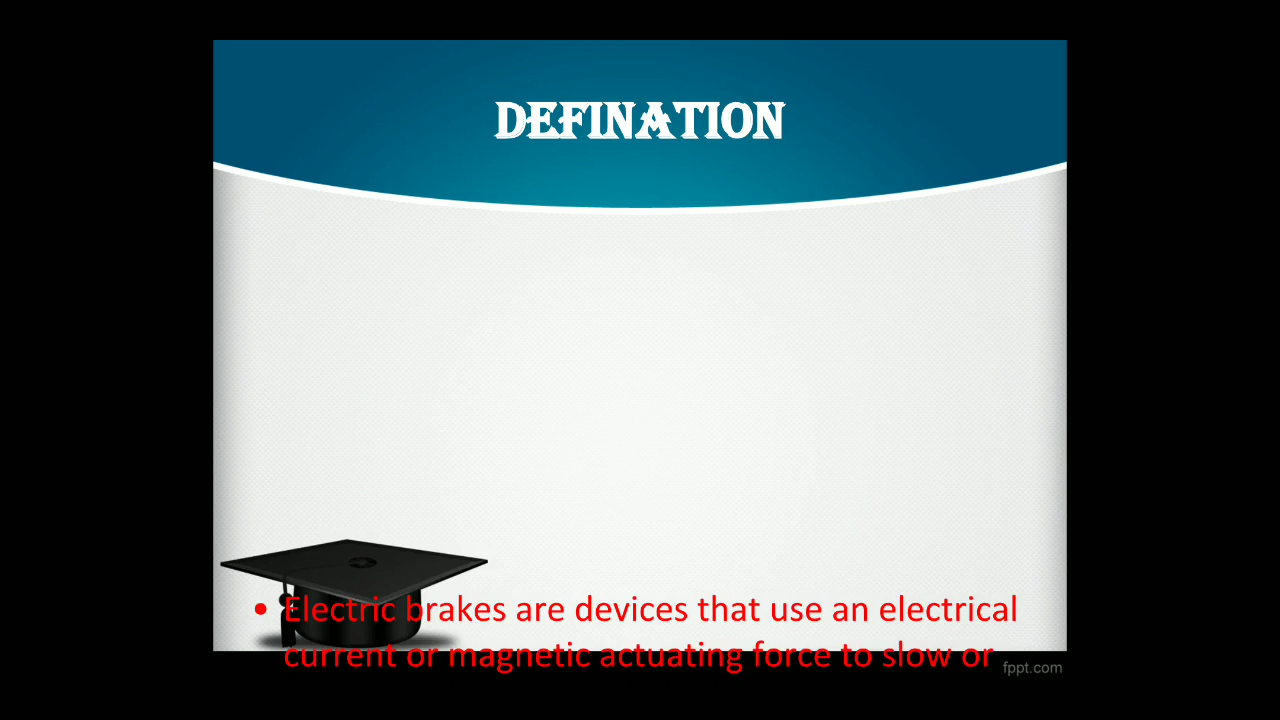 DEFINATION
• Electric brakes are devices that use an electrical
current or magnetic actuating force to slow or
fppt.com